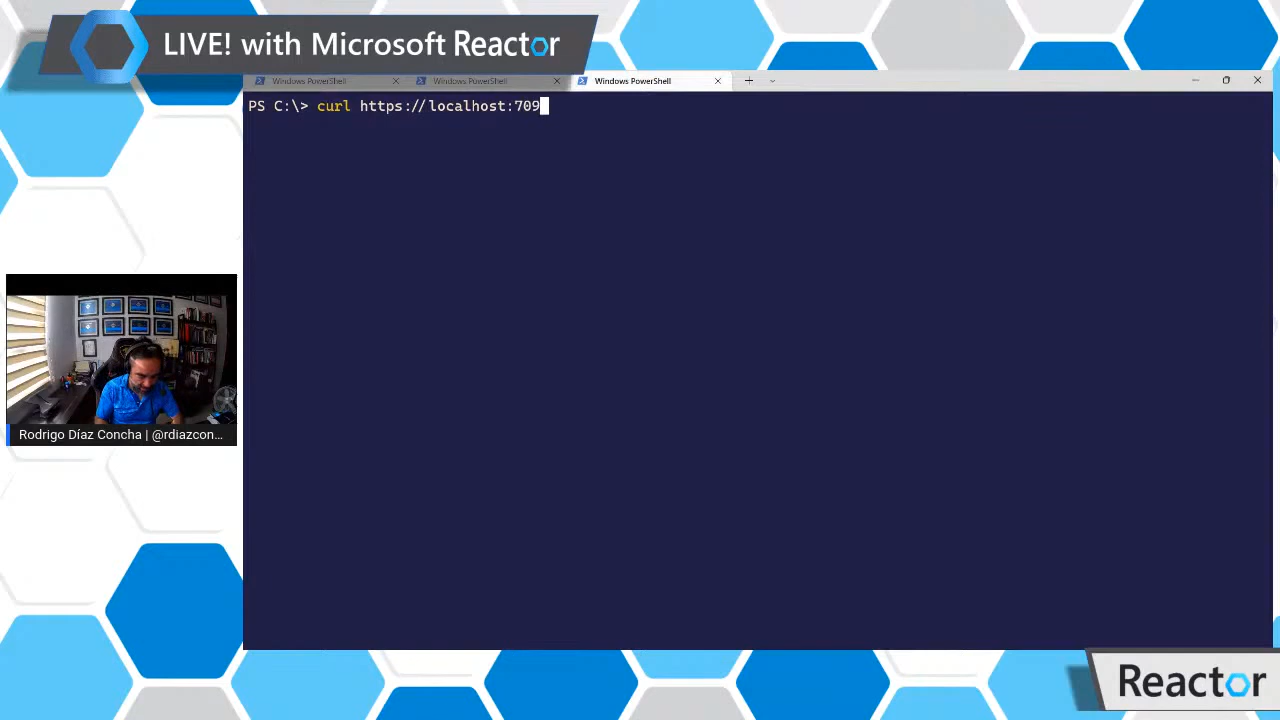 LIVE! with Microsoft Reactor
Windows PowerShell
Windows PowerShell
Windows PowerShell
PS C:\> curl https://localhost:709
Rodrigo Díaz Concha | @rdiazcon...
Reactor